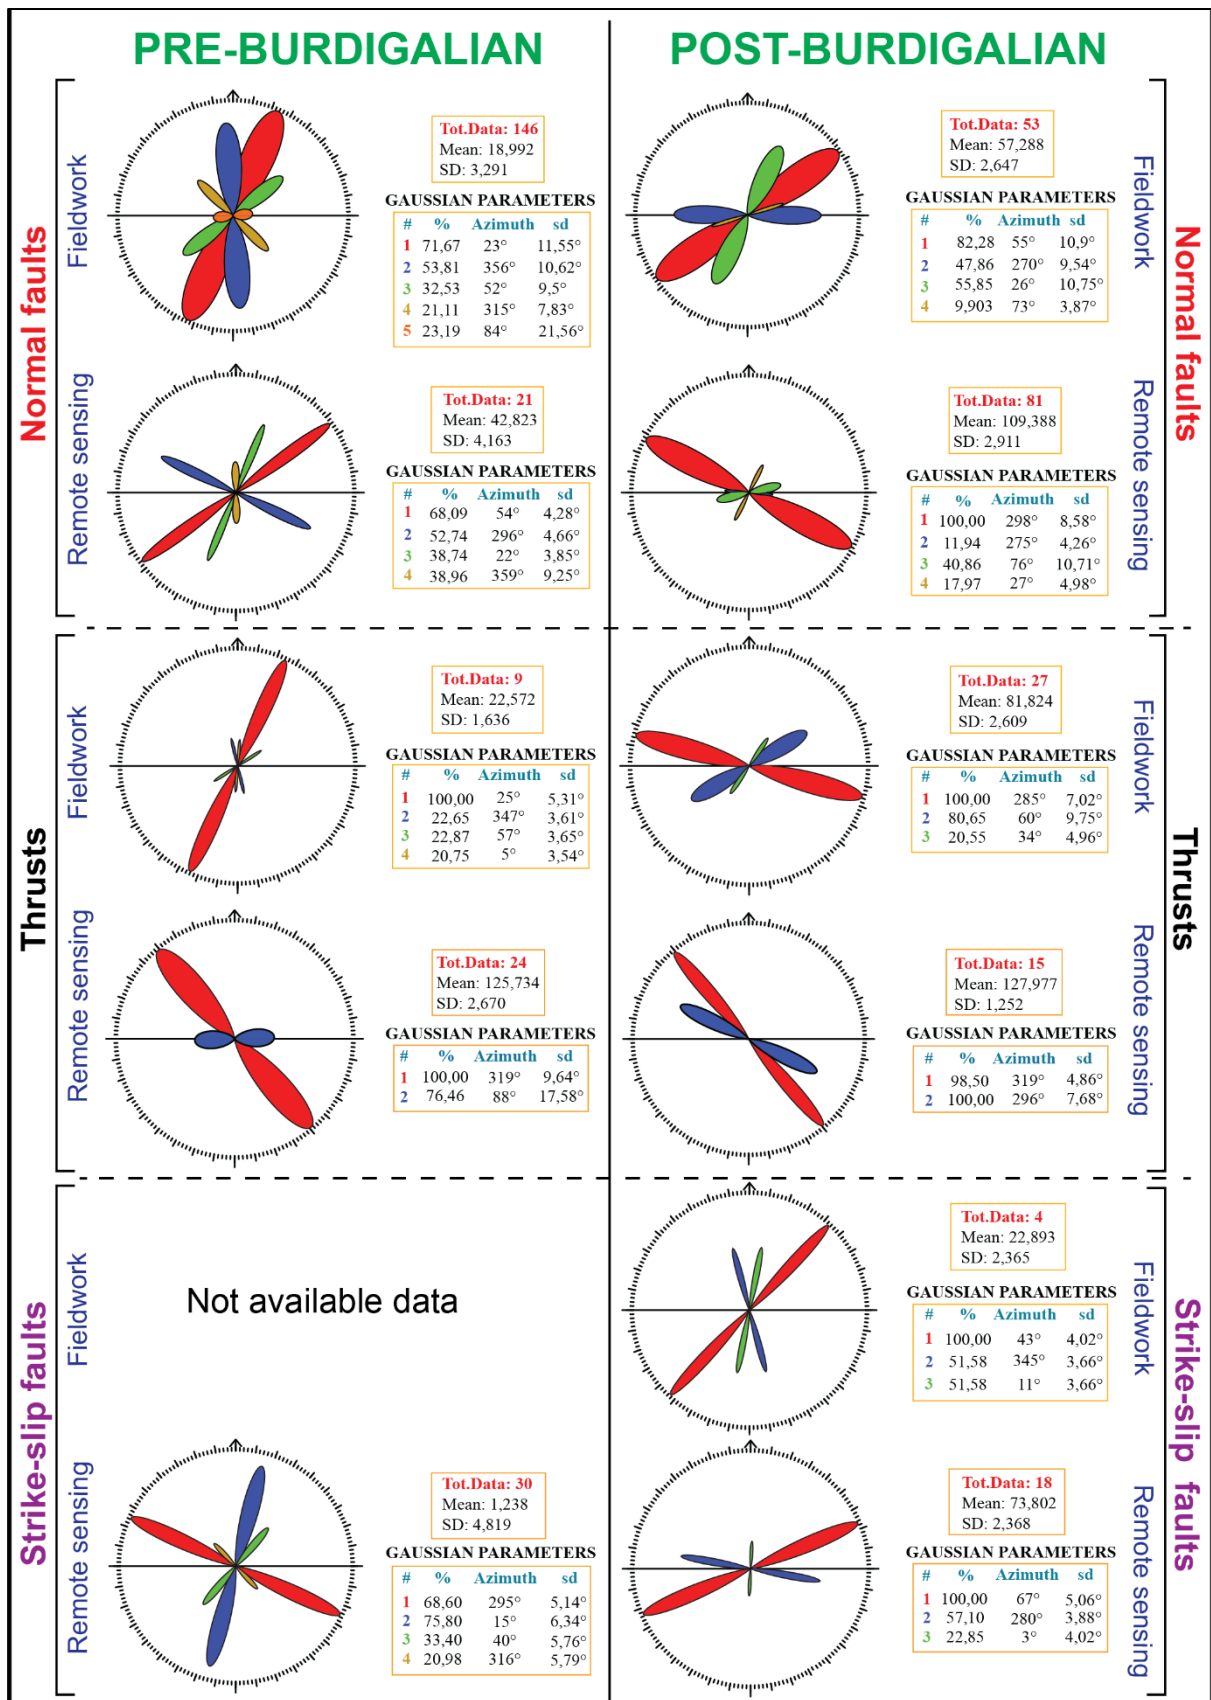 PRE-BURDIGALIAN
POST-BURDIGALIAN
Normal faults
Fieldwork
Tot.Data: 146
Mean: 18,992
SD: 3,291
GAUSSIAN PARAMETERS
# % Azimuth sd
1 71,67 23° 11,55°
2 53,81 356° 10,62°
3 32,53 52° 9,5°
4 21,11 315° 7,83°
5 23,19 84° 21,56°
Tot.Data: 53
Mean: 57,288
SD: 2,647
GAUSSIAN PARAMETERS
# % Azimuth sd
1 82,28 55° 10,9°
2 47,86 270° 9,54°
3 55,85 26° 10,75°
4 9,903 73° 3,87°
Fieldwork
Normal faults
Remote sensing
Tot.Data: 21
Mean: 42,823
SD: 4,163
GAUSSIAN PARAMETERS
# % Azimuth sd
1 68,09 54° 4,28°
2 52,74 296° 4,66°
3 38,74 22° 3,85°
4 38,96 359° 9,25°
Tot.Data: 81
Mean: 109,388
SD: 2,911
GAUSSIAN PARAMETERS
# % Azimuth sd
1 100,00 298° 8,58°
2 11,94 275° 4,26°
3 40,86 76° 10,71°
4 17,97 27° 4,98°
Remote sensing
Thrusts
Fieldwork
Tot.Data: 9
Mean: 22,572
SD: 1,636
GAUSSIAN PARAMETERS
# % Azimuth sd
1 100,00 25° 5,31°
2 22,65 347° 3,61°
3 22,87 57° 3,65°
4 20,75 5° 3,54°
Tot.Data: 27
Mean: 81,824
SD: 2,609
GAUSSIAN PARAMETERS
# % Azimuth sd
1 100,00 285° 7,02°
2 80,65 60° 9,75°
3 20,55 34° 4,96°
Fieldwork
Thrusts
Remote sensing
Tot.Data: 24
Mean: 125,734
SD: 2,670
GAUSSIAN PARAMETERS
# % Azimuth sd
1 100,00 319° 9,64°
2 76,46 88° 17,58°
Tot.Data: 15
Mean: 127,977
SD: 1,252
GAUSSIAN PARAMETERS
# % Azimuth sd
1 98,50 319° 4,86°
2 100,00 296° 7,68°
Remote sensing
Strike-slip faults
Fieldwork
Not available data
Tot.Data: 4
Mean: 22,893
SD: 2,365
GAUSSIAN PARAMETERS
# % Azimuth sd
1 100,00 43° 4,02°
2 51,58 345° 3,66°
3 51,58 11° 3,66°
Fieldwork
Strike-slip faults
Remote sensing
Tot.Data: 30
Mean: 1,238
SD: 4,819
GAUSSIAN PARAMETERS
# % Azimuth sd
1 68,60 295° 5,14°
2 75,80 15° 6,34°
3 33,40 40° 5,76°
4 20,98 316° 5,79°
Tot.Data: 18
Mean: 73,802
SD: 2,368
GAUSSIAN PARAMETERS
# % Azimuth sd
1 100,00 67° 5,06°
2 57,10 280° 3,88°
3 22,85 3° 4,02°
Remote sensing